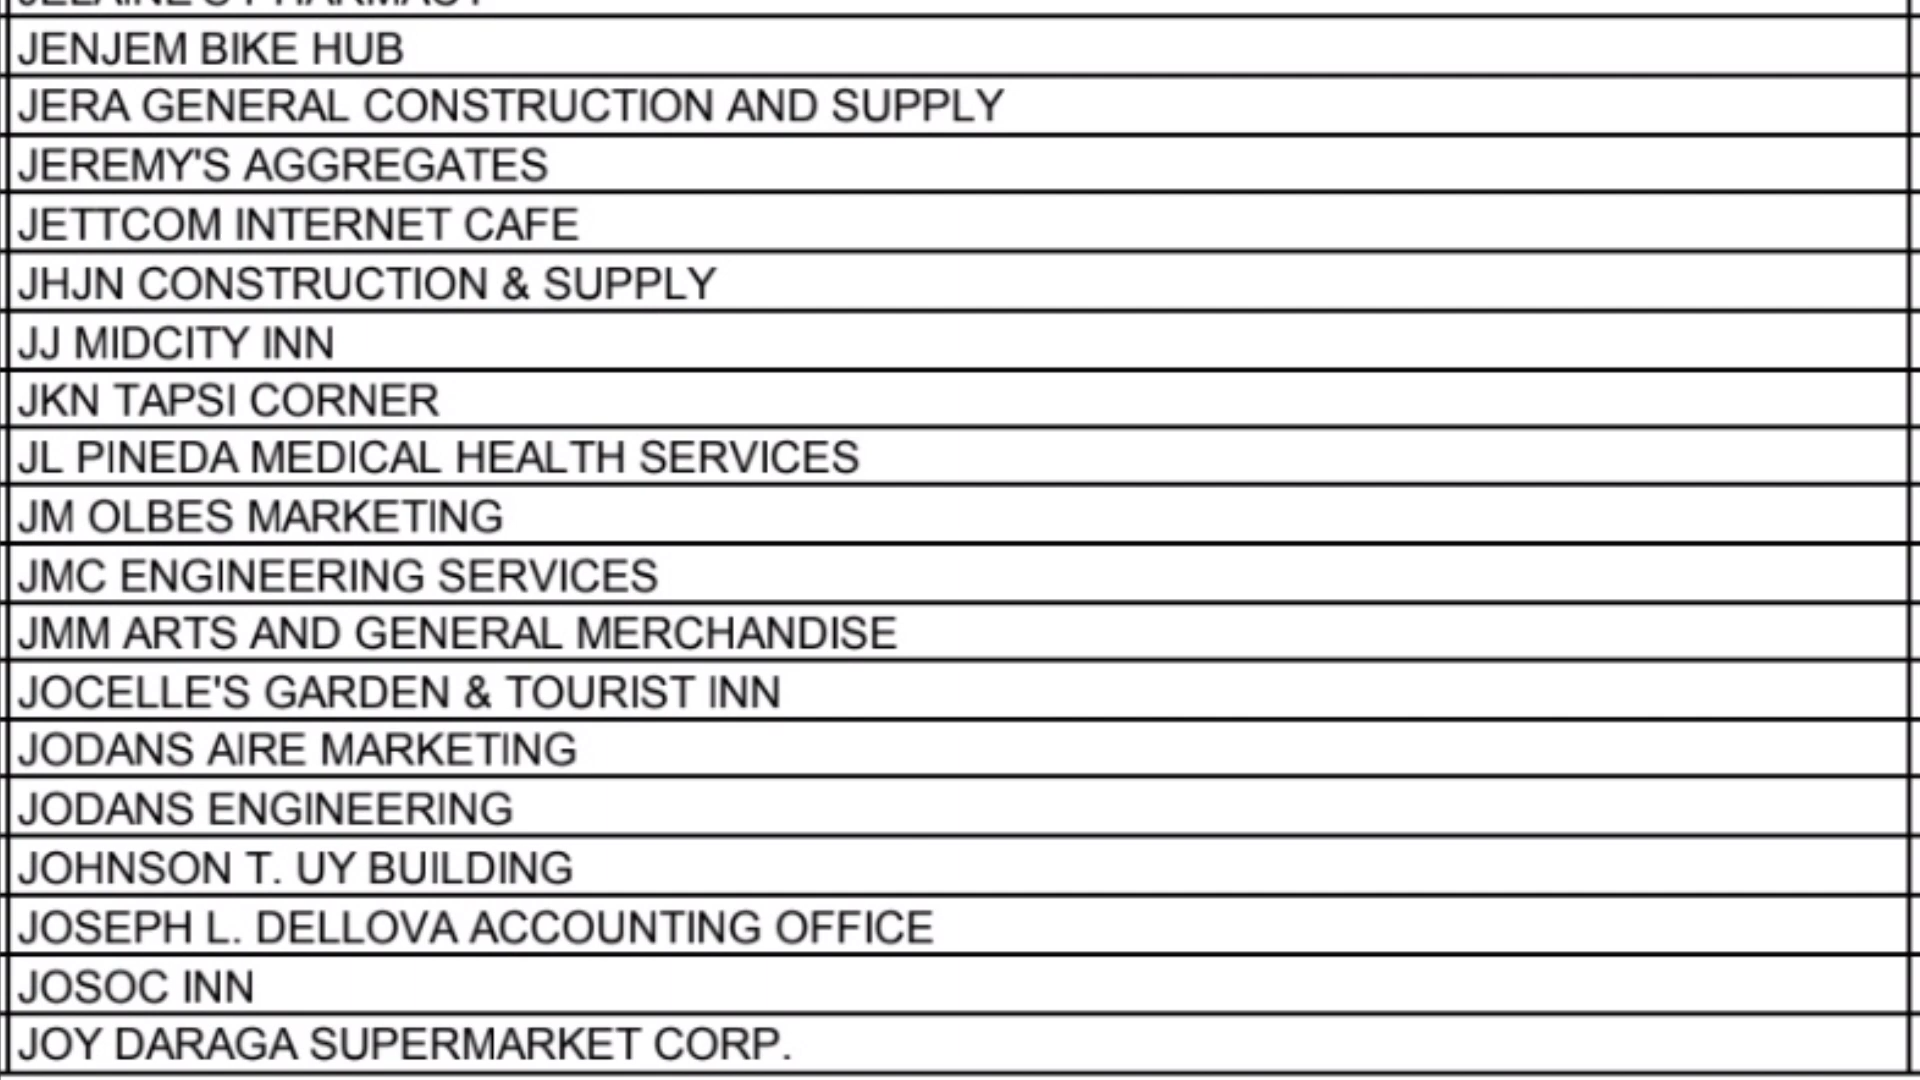 JENJEM BIKE HUB
JERA GENERAL CONSTRUCTION AND SUPPLY
JEREMY'S AGGREGATES
JETTCOM INTERNET CAFE
JHJN CONSTRUCTION & SUPPLY
JJ MIDCITY INN
JKN TAPSI CORNER
JL PINEDA MEDICAL HEALTH SERVICES
JM OLBES MARKETING
JMC ENGINEERING SERVICES
JMM ARTS AND GENERAL MERCHANDISE
JOCELLE'S GARDEN & TOURIST INN
JODANS AIRE MARKETING
JODANS ENGINEERING
JOHNSON T. UY BUILDING
JOSEPH L. DELLOVA ACCOUNTING OFFICE
JOSOC INN
JOY DARAGA SUPERMARKET CORP.